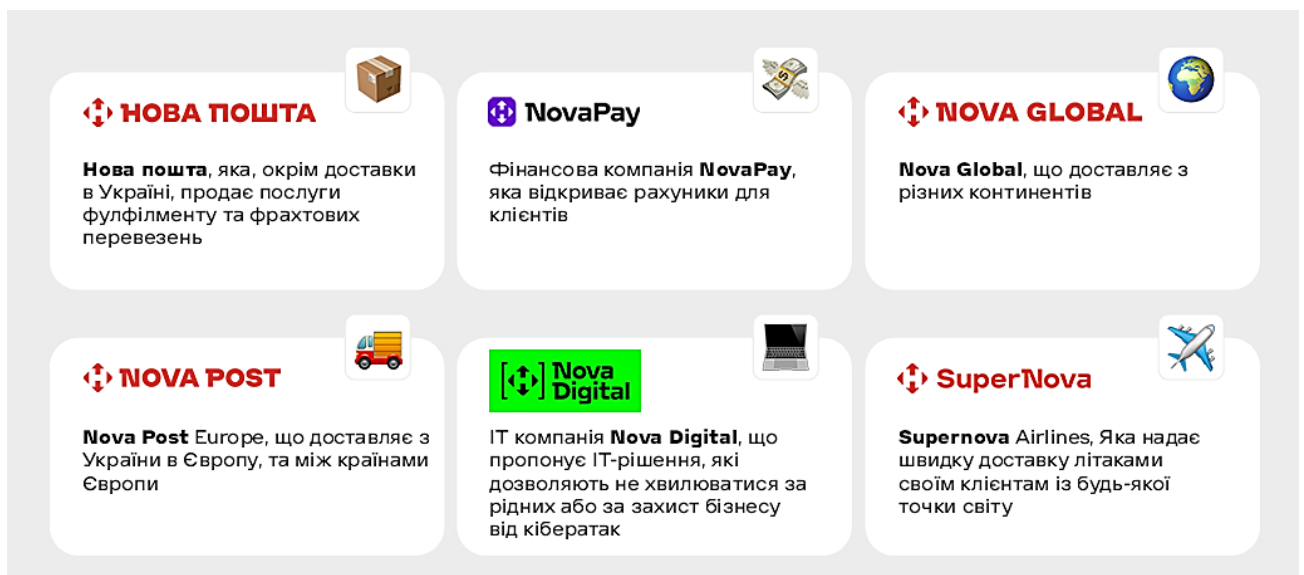 НОВА ПОШТА
Нова пошта, яка, окрім доставки
в Україні, продає послуги
фулфілменту та фрахтових
перевезень
NovaPay
Фінансова компанія NovaPay,
яка відкриває рахуники для
клієнтів
NOVA GLOBAL
Nova Global, що доставляє з
різних континентів
NOVA POST
Nova Post Europe, що доставляє з
України в Європу, та між країнами
Європи
Nova
Digital
ІТ компанія Nova Digital, що
пропонує ІТ-рішення, які
дозволяють не хвилюватися за
рідних або за захист бізнесу
від кібератак
SuperNova
Supernova Airlines, Яка надає
швидку доставку літаками
своїм клієнтам із будь-якої
точки світу